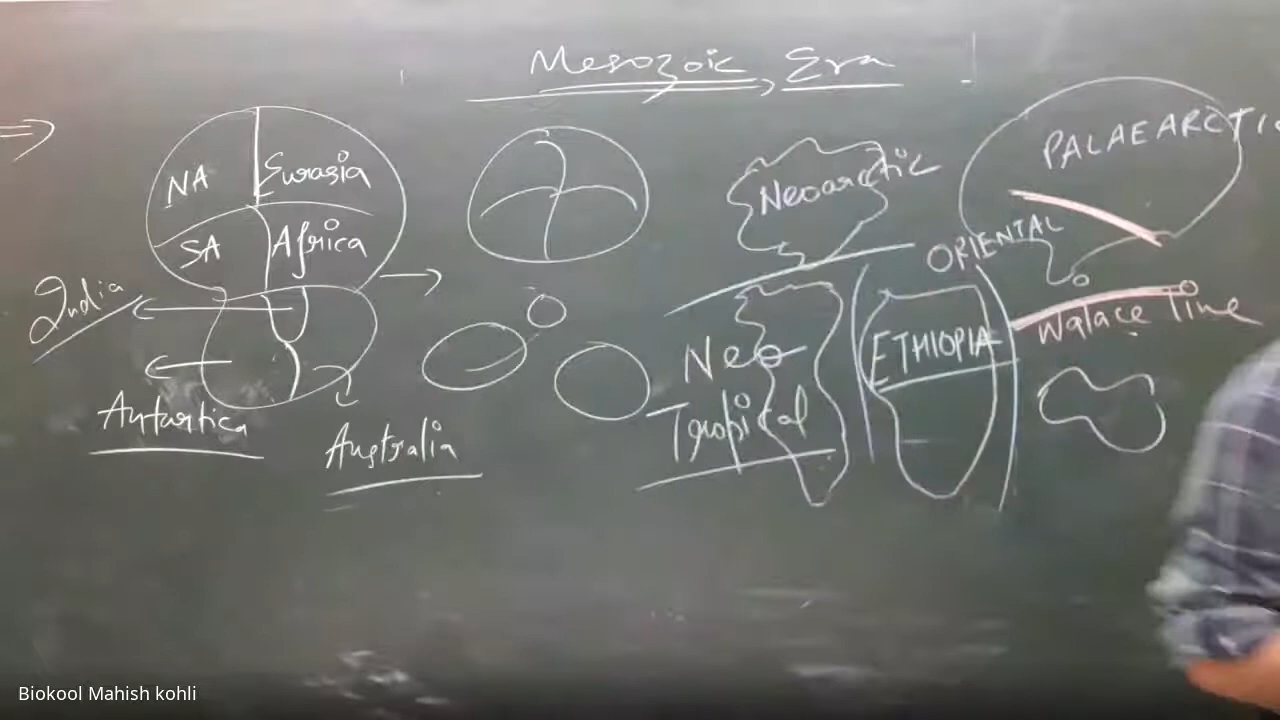 Mesozoic Era
NA
Eurasia
SA
Africa
India
Antartica
Australia
Neoarctic
PALAEARCTIC
ORIENTAL
Neo
Tropical
ETHIOPIA
Walace line
Biokool Mahish kohli